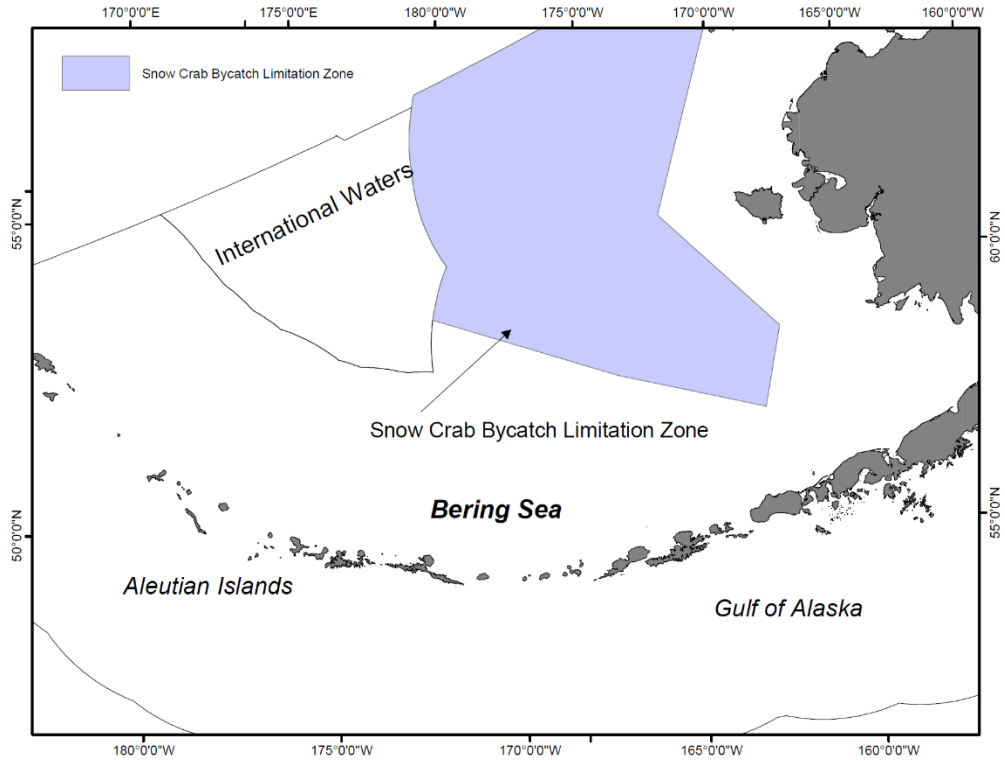 170°0'0"E
175°0'0"E
180°0'0"W
175°0'0"W
170°0'0"W
165°0'0"W
160°0'0"W
Snow Crab Bycatch Limitation Zone
International Waters
55°0'0"N
60°0'0"N
Snow Crab Bycatch Limitation Zone
Bering Sea
50°0'0"N
55°0'0"N
Aleutian Islands
Gulf of Alaska
180°0'0"W
175°0'0"W
170°0'0"W
165°0'0"W
160°0'0"W